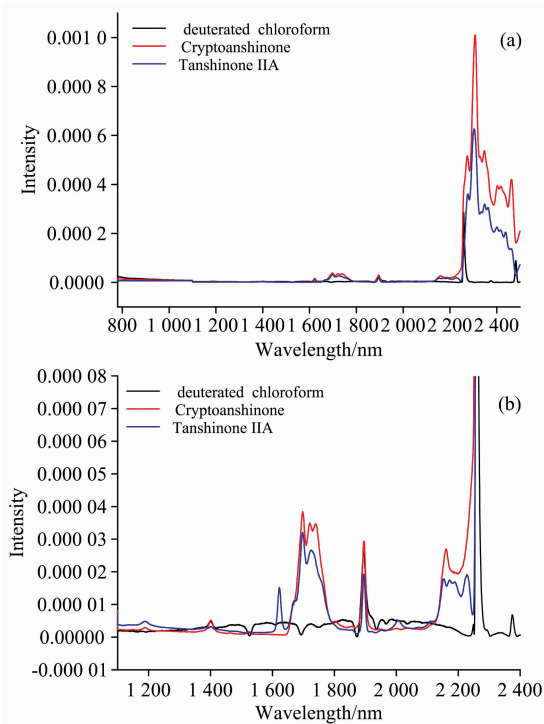 (a)
deuterated chloroform
Cryptoanshinone
Tanshinone IIA
0.001 0
0.000 8
0.000 6
0.000 4
0.000 2
0.0000
Intensity
800 1 000 1 200 1 400 1 600 1 800 2 000 2 200 2 400
Wavelength/nm
(b)
deuterated chloroform
Cryptoanshinone
Tanshinone IIA
0.000 08
0.000 07
0.000 06
0.000 05
0.000 04
0.000 03
0.000 02
0.000 01
0.00000
-0.000 01
Intensity
1 200 1 400 1 600 1 800 2 000 2 200 2 400
Wavelength/nm